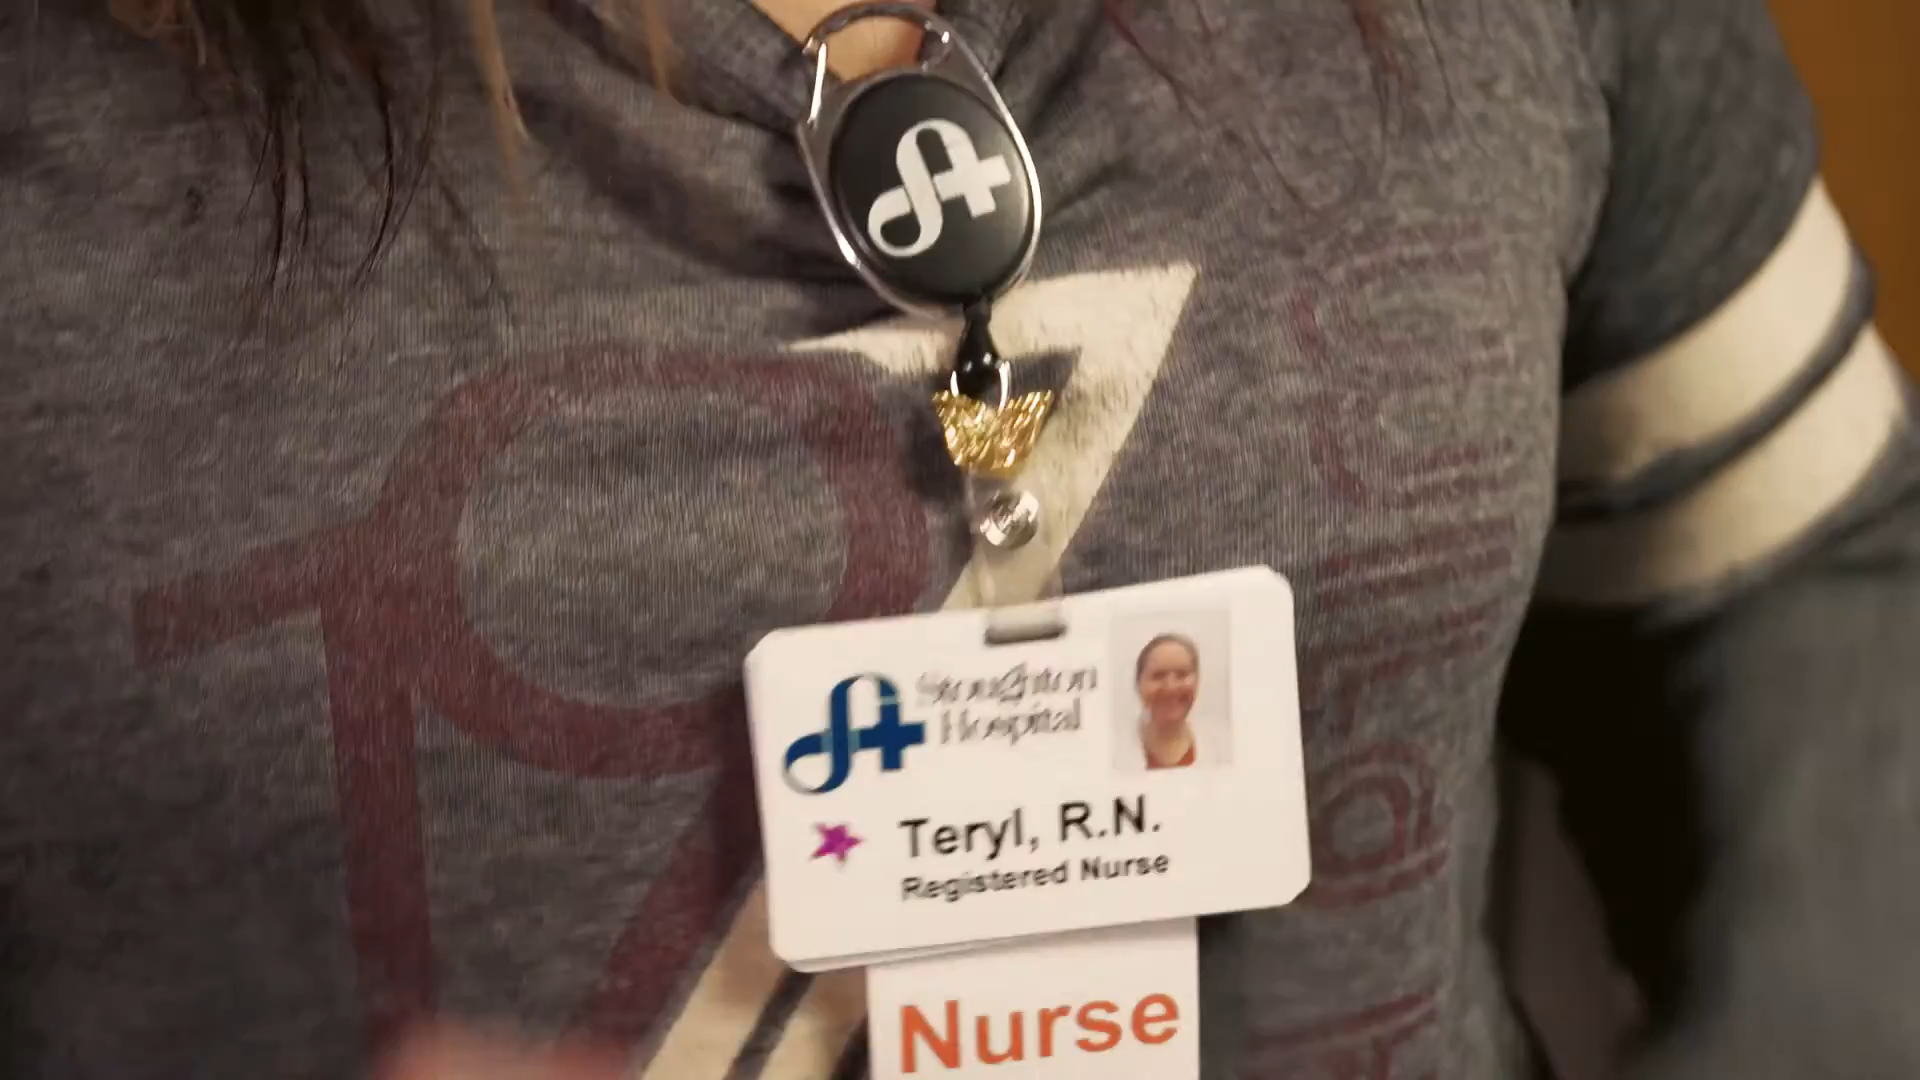 Stoughton
Hospital
Teryl, R.N.
Registered Nurse
Nurse